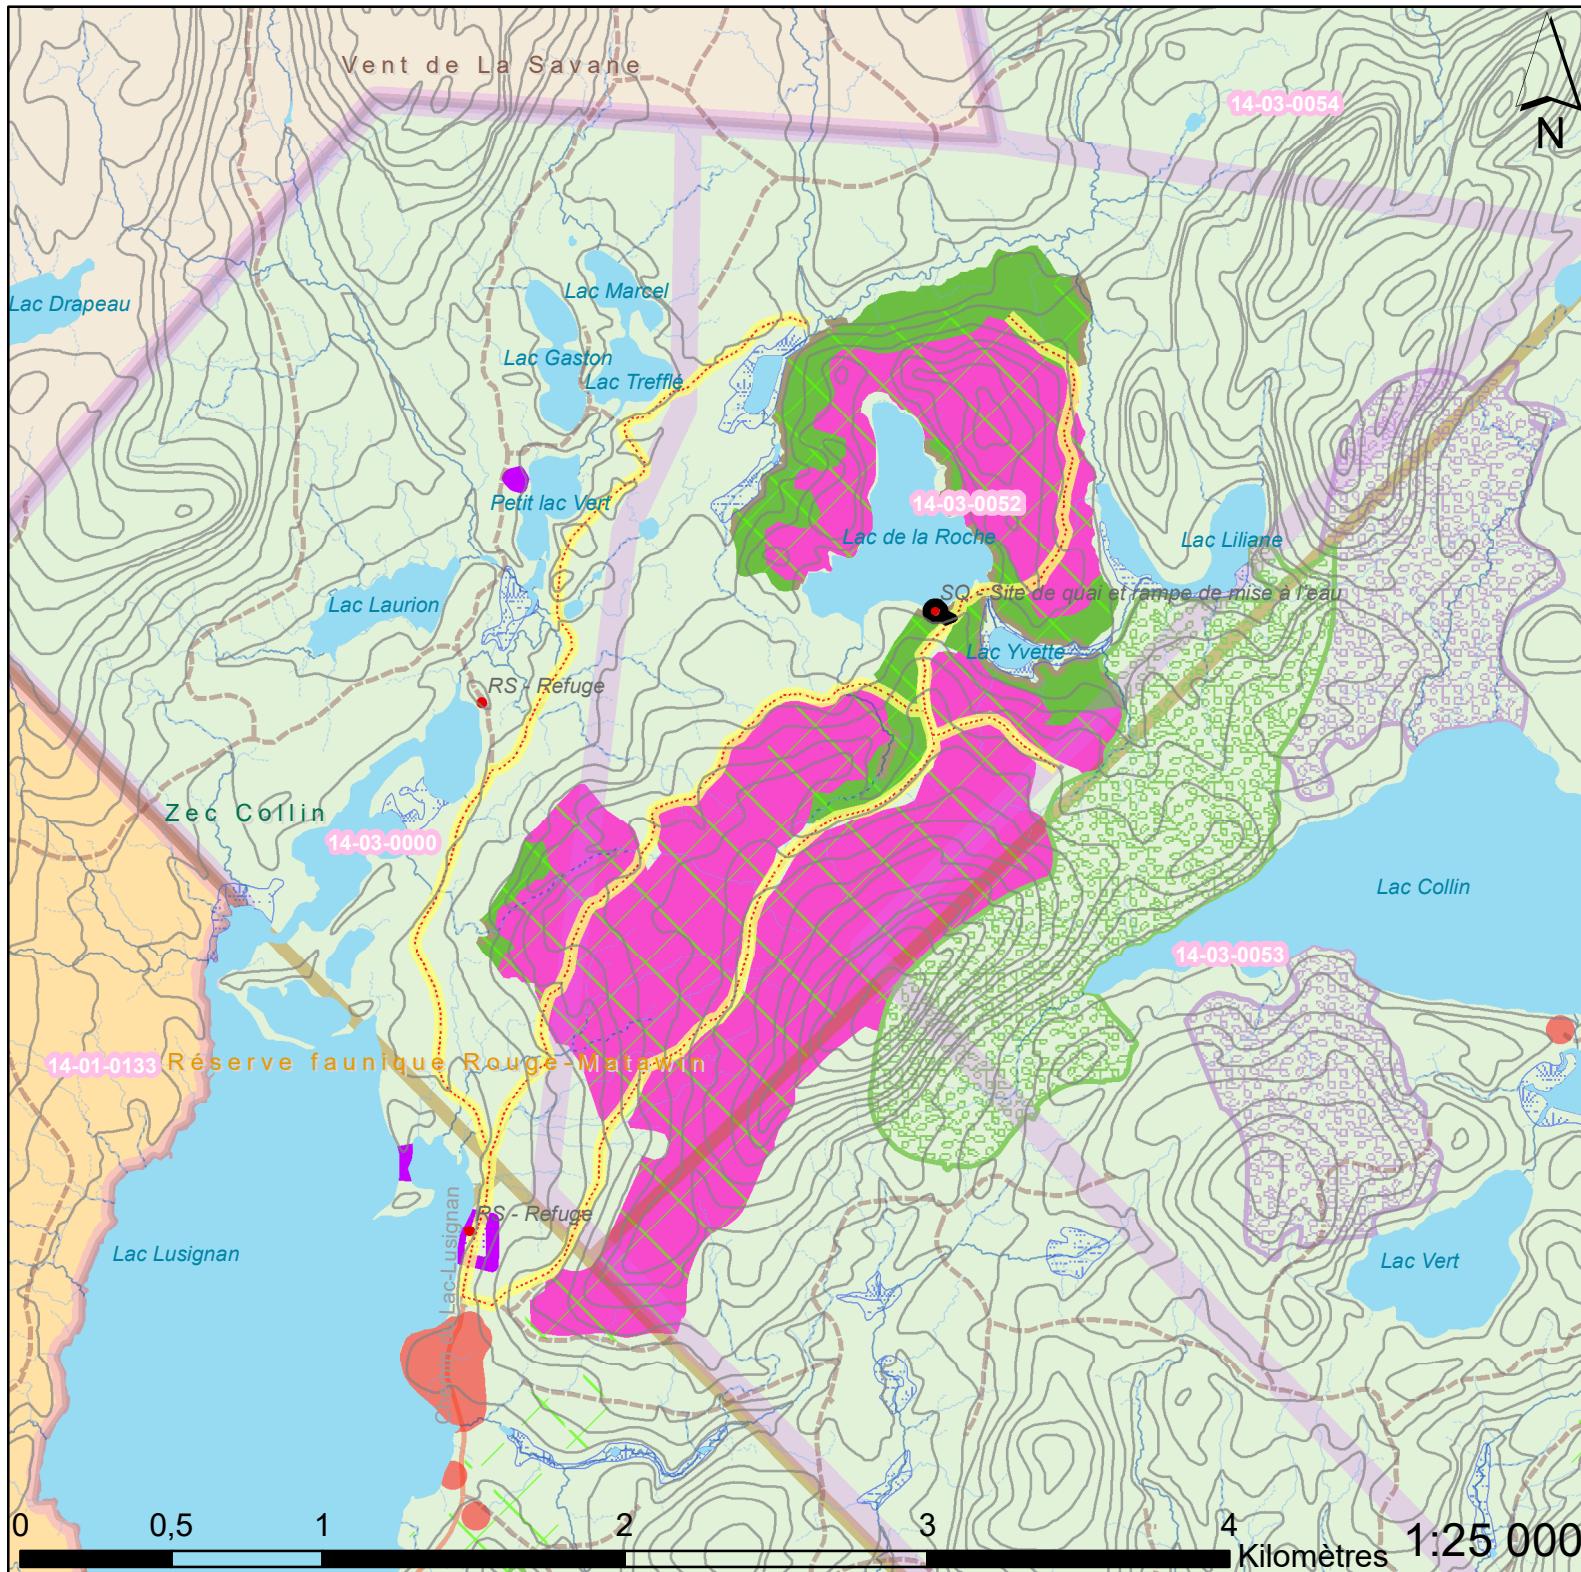 Vent de La Savane
14-03-0054
N
Lac Drapeau
Lac Marcel
Lac Gaston
Lac Trefflé
Petit lac Vert
14-03-0052
Lac de la Roche
Lac Liliane
SQ - Site de quai et rampe de mise à l'eau
Lac Laurion
Lac Yvette
RS - Refuge
Zec Collin
14-03-0000
Lac Collin
14-03-0053
14-01-0133
Réserve faunique Rouge-Matawin
RS - Refuge
Chemin du Lac-Lusignan
Lac Lusignan
Lac Vert
0 0,5 1 2 3 4
Kilomètres
1:25 000